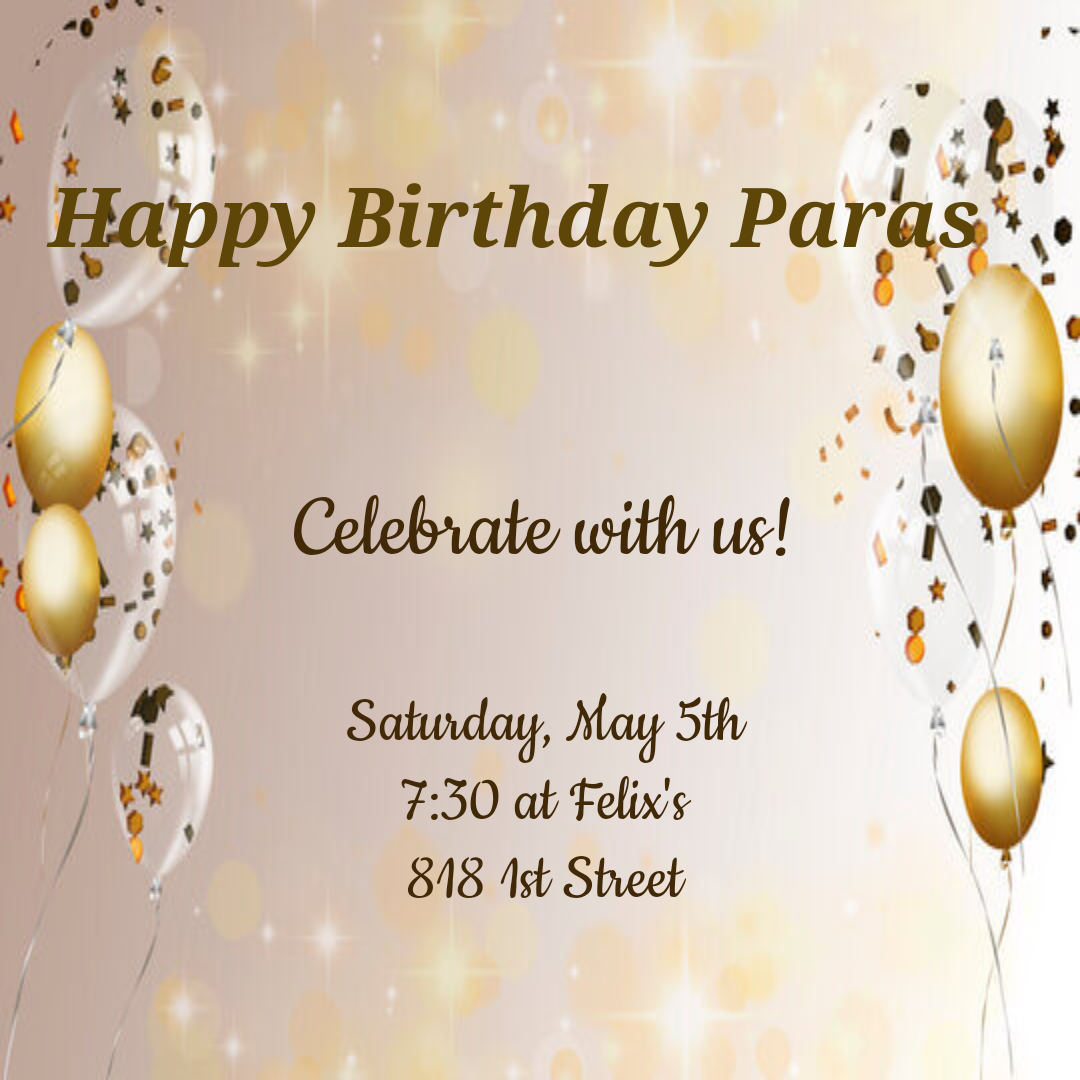 Happy Birthday Paras
Celebrate with us!
Saturday, May 5th
7:30 at Felix's
818 1st Street